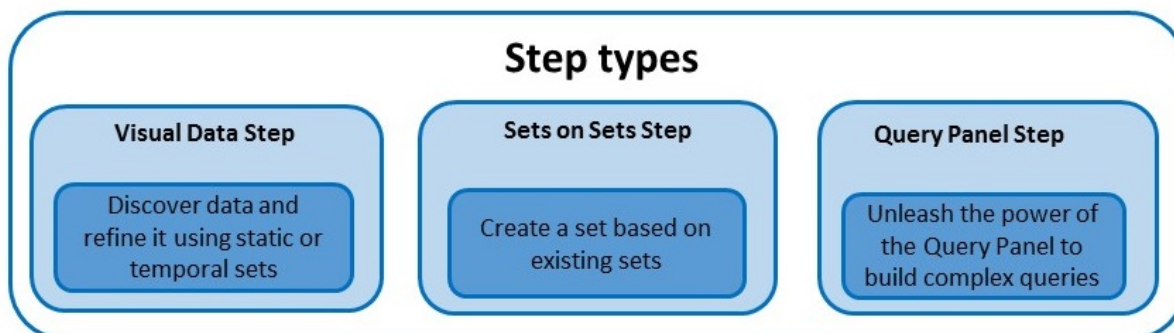 Step types
Visual Data Step
Discover data and
refine it using static or
temporal sets
Sets on Sets Step
Create a set based on
existing sets
Query Panel Step
Unleash the power of
the Query Panel to
build complex queries